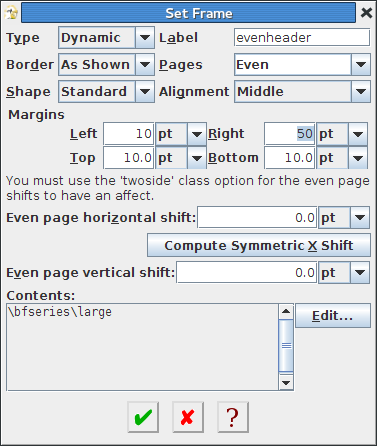 Set Frame
Type Dynamic Label evenheader
Border As Shown Pages Even
Shape Standard Alignment Middle
Margins
Left 10 pt Right 50 pt
Top 10.0 pt Bottom 10.0 pt
You must use the 'twoside' class option for the even page
shifts to have an affect.
Even page horizontal shift: 0.0 pt
Compute Symmetric X Shift
Even page vertical shift: 0.0 pt
Contents:
\bfseries\large
Edit...
?